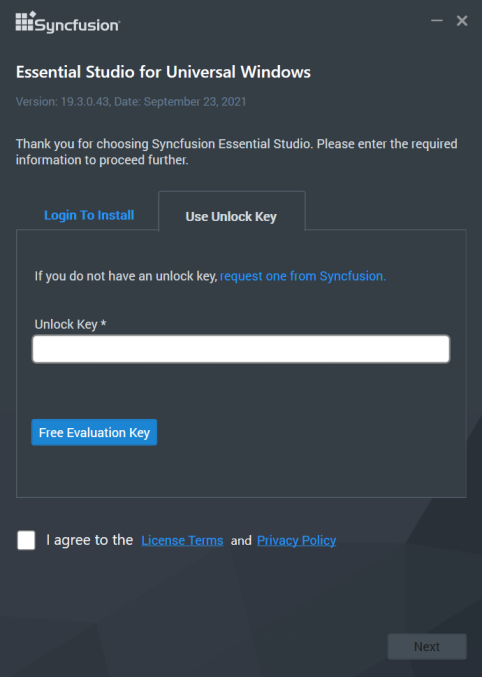 Syncfusion
Essential Studio for Universal Windows
Version: 19.3.0.43, Date: September 23, 2021
Thank you for choosing Syncfusion Essential Studio. Please enter the required
information to proceed further.
Login To Install
Use Unlock Key
If you do not have an unlock key, request one from Syncfusion.
Unlock Key *
Free Evaluation Key
I agree to the License Terms and Privacy Policy
Next